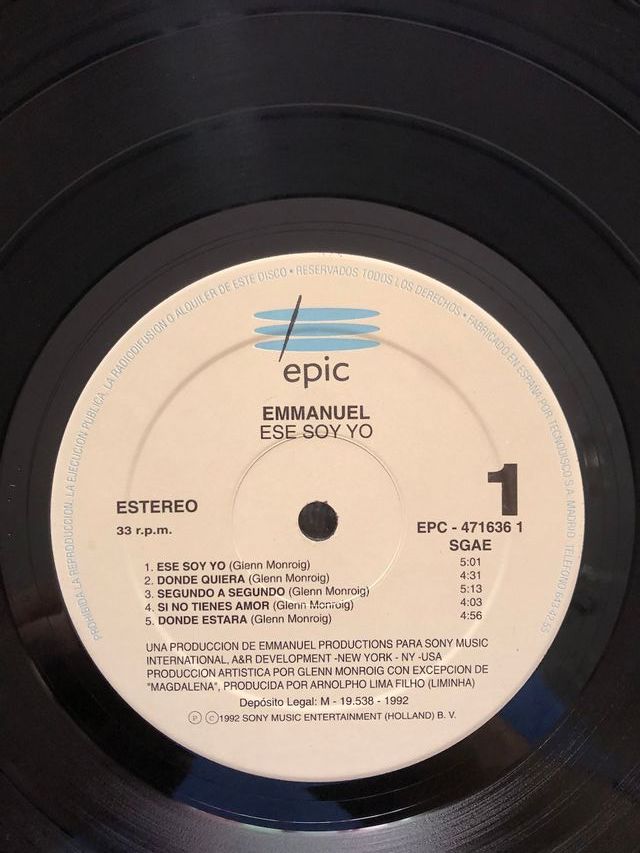 PROHIBIDA LA REPRODUCCION, LA EJECUCION PUBLICA, LA RADIODIFUSION O ALQUILER DE ESTE DISCO • RESERVADOS TODOS LOS DERECHOS • FABRICADO EN ESPAÑA POR TECNODISCO S.A. MADRID TELEFONO
epic
EMMANUEL
ESE SOY YO
1
ESTEREO
33 r.p.m.
EPC - 471636 1
SGAE
1. ESE SOY YO (Glenn Monroig) 5:01
2. DONDE QUIERA (Glenn Monroig) 4:31
3. SEGUNDO A SEGUNDO (Glenn Monroig) 5:13
4. SI NO TIENES AMOR (Glenn Monroig) 4:03
5. DONDE ESTARA (Glenn Monroig) 4:56
UNA PRODUCCION DE EMMANUEL PRODUCTIONS PARA SONY MUSIC
INTERNATIONAL, A&R DEVELOPMENT -NEW YORK - NY -USA
PRODUCCION ARTISTICA POR GLENN MONROIG CON EXCEPCION DE
"MAGDALENA", PRODUCIDA POR ARNOLPHO LIMA FILHO (LIMINHA)
Depósito Legal: M - 19.538 - 1992
Ⓟ ©1992 SONY MUSIC ENTERTAINMENT (HOLLAND) B. V.